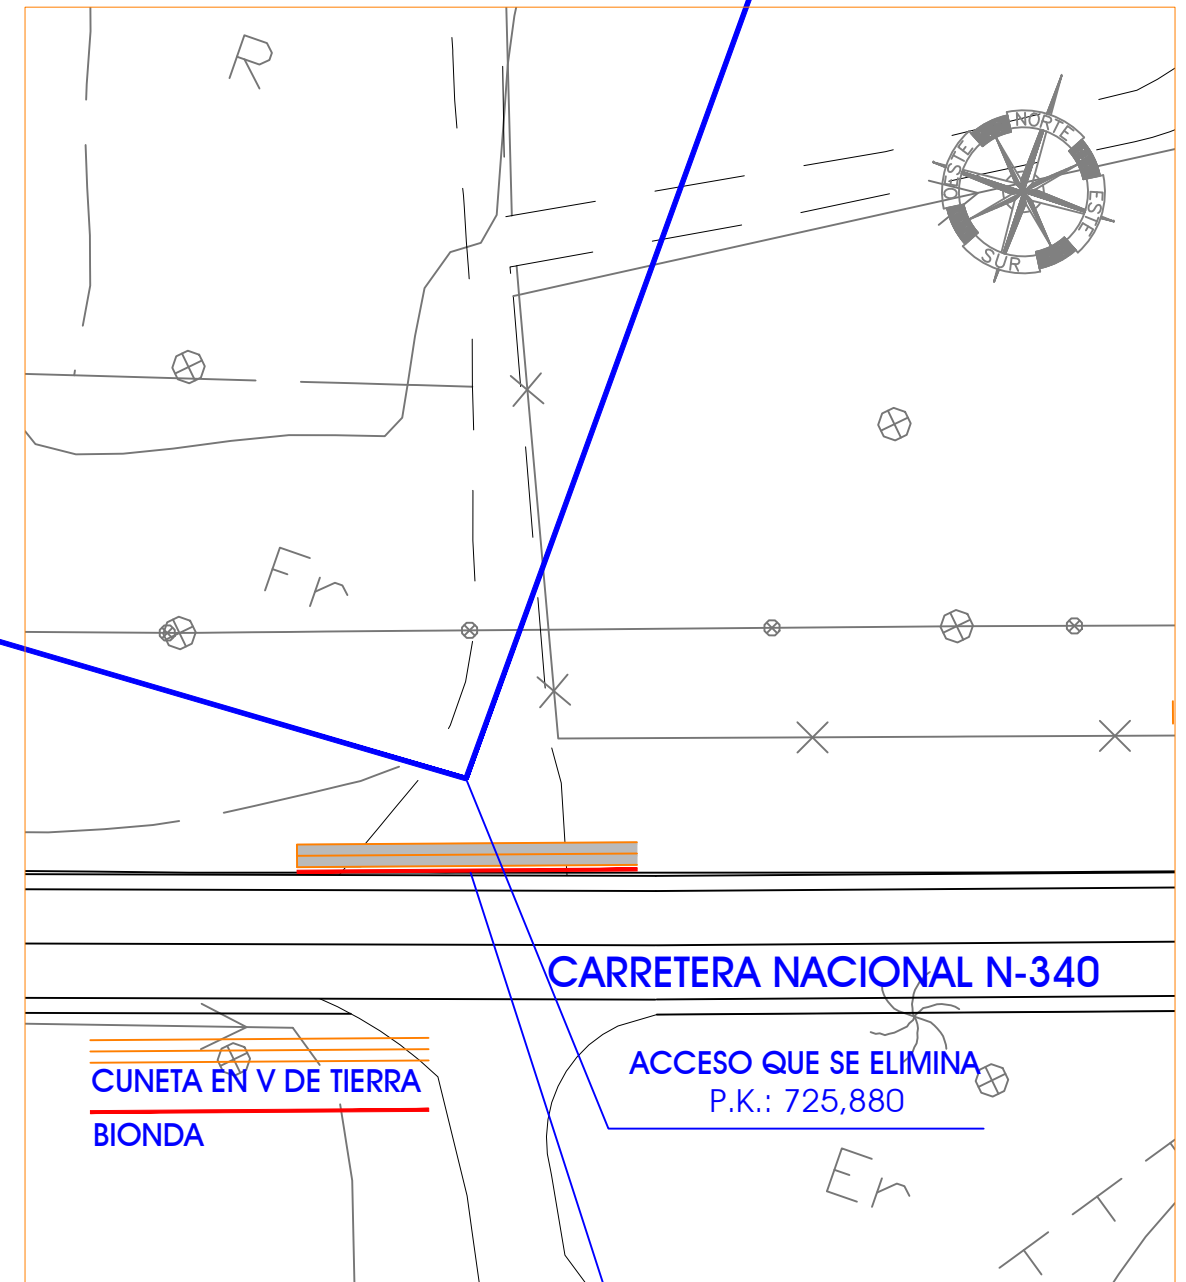 R
NORTE
OESTE
ESTE
SUR
Fr
CARRETERA NACIONAL N-340
ACCESO QUE SE ELIMINA
P.K.: 725,880
CUNETA EN V DE TIERRA
BIONDA
Er